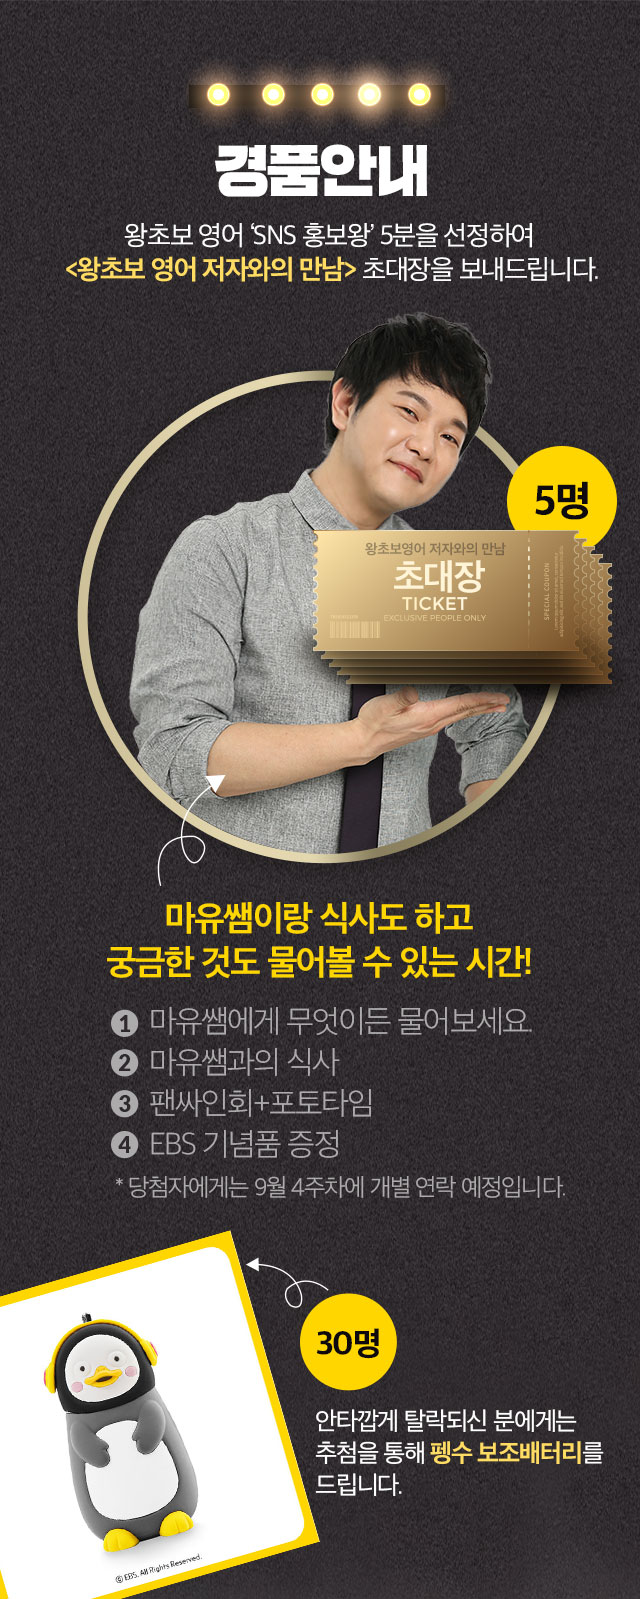 경품안내
왕초보 영어 ‘SNS 홍보왕’ 5분을 선정하여
<왕초보 영어 저자와의 만남> 초대장을 보내드립니다.
5명
왕초보영어 저자와의 만남
초대장
TICKET
EXCLUSIVE PEOPLE ONLY
SPECIAL COUPON
마유쌤이랑 식사도 하고
궁금한 것도 물어볼 수 있는 시간!
1 마유쌤에게 무엇이든 물어보세요.
2 마유쌤과의 식사
3 팬싸인회+포토타임
4 EBS 기념품 증정
* 당첨자에게는 9월 4주차에 개별 연락 예정입니다.
30명
안타깝게 탈락되신 분에게는
추첨을 통해 펭수 보조배터리를
드립니다.
ⓒ EBS, All Rights Reserved.